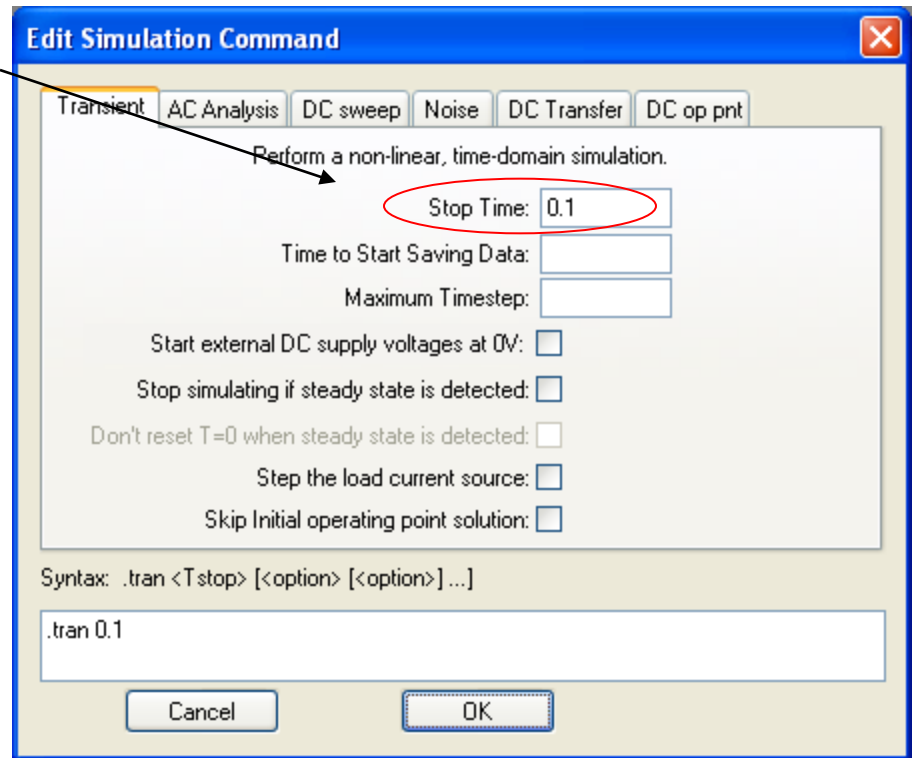 Edit Simulation Command
Transient AC Analysis DC sweep Noise DC Transfer DC op pnt
Perform a non-linear, time-domain simulation.
Stop Time: 0.1
Time to Start Saving Data:
Maximum Timestep:
Start external DC supply voltages at 0V:
Stop simulating if steady state is detected:
Don't reset T=0 when steady state is detected:
Step the load current source:
Skip Initial operating point solution:
Syntax: .tran <Tstop> [<option> [<option>] ...]
.tran 0.1
Cancel OK